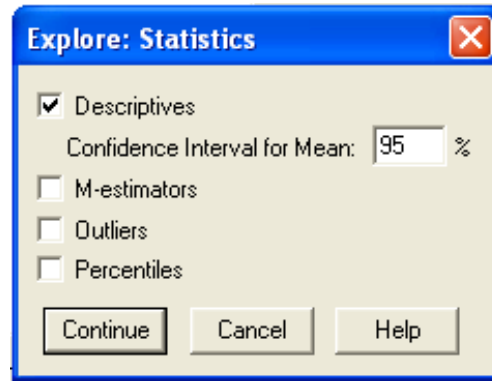 Explore: Statistics
Descriptives
Confidence Interval for Mean: 95 %
M-estimators
Outliers
Percentiles
Continue Cancel Help